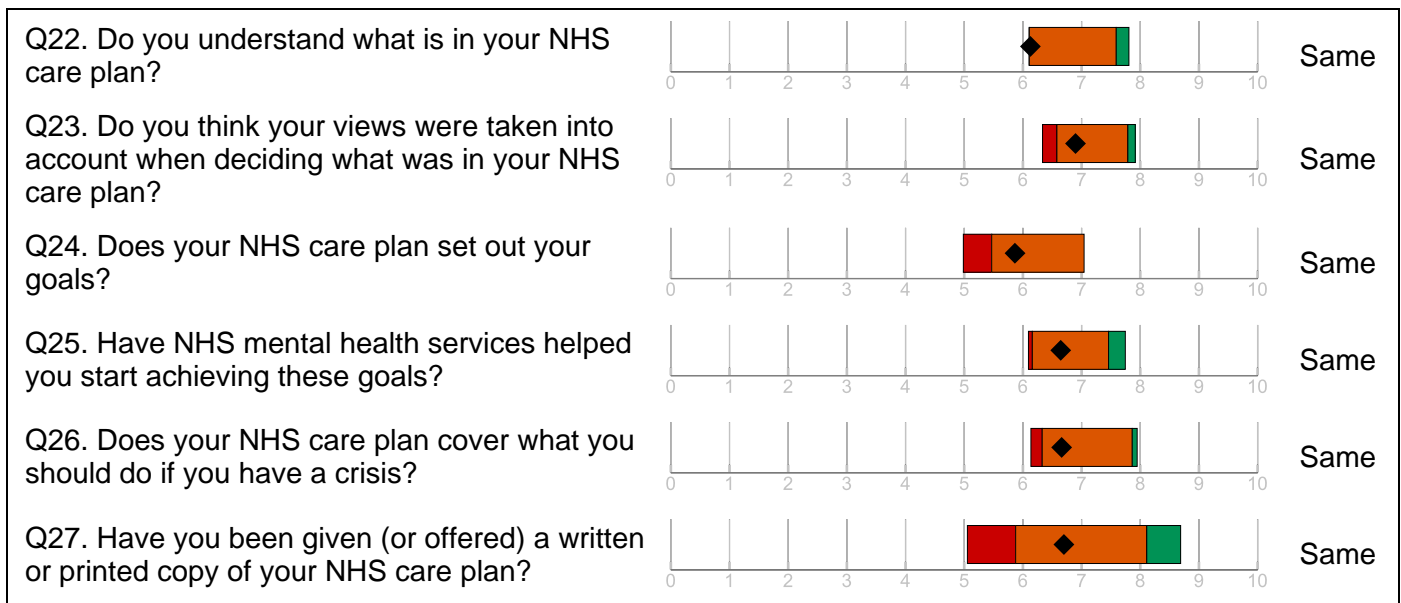 Q22. Do you understand what is in your NHS
care plan?
Same
0 1 2 3 4 5 6 7 8 9 10
Q23. Do you think your views were taken into
account when deciding what was in your NHS
care plan?
Same
0 1 2 3 4 5 6 7 8 9 10
Q24. Does your NHS care plan set out your
goals?
Same
0 1 2 3 4 5 6 7 8 9 10
Q25. Have NHS mental health services helped
you start achieving these goals?
Same
0 1 2 3 4 5 6 7 8 9 10
Q26. Does your NHS care plan cover what you
should do if you have a crisis?
Same
0 1 2 3 4 5 6 7 8 9 10
Q27. Have you been given (or offered) a written
or printed copy of your NHS care plan?
Same
0 1 2 3 4 5 6 7 8 9 10